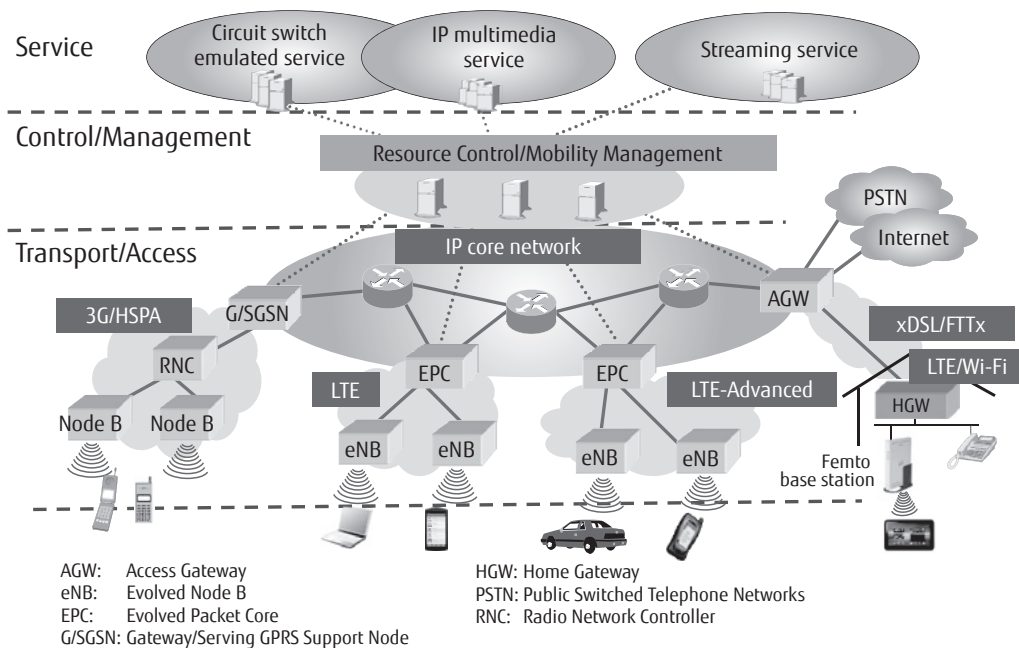 Service
Circuit switch
emulated service
IP multimedia
service
Streaming service
Control/Management
Resource Control/Mobility Management
PSTN
Internet
Transport/Access
IP core network
AGW
3G/HSPA
G/SGSN
xDSL/FTTx
RNC
EPC
EPC
LTE
LTE-Advanced
LTE/Wi-Fi
HGW
Node B
Node B
eNB
eNB
eNB
eNB
Femto
base station
AGW: Access Gateway
eNB: Evolved Node B
EPC: Evolved Packet Core
G/SGSN: Gateway/Serving GPRS Support Node
HGW: Home Gateway
PSTN: Public Switched Telephone Networks
RNC: Radio Network Controller